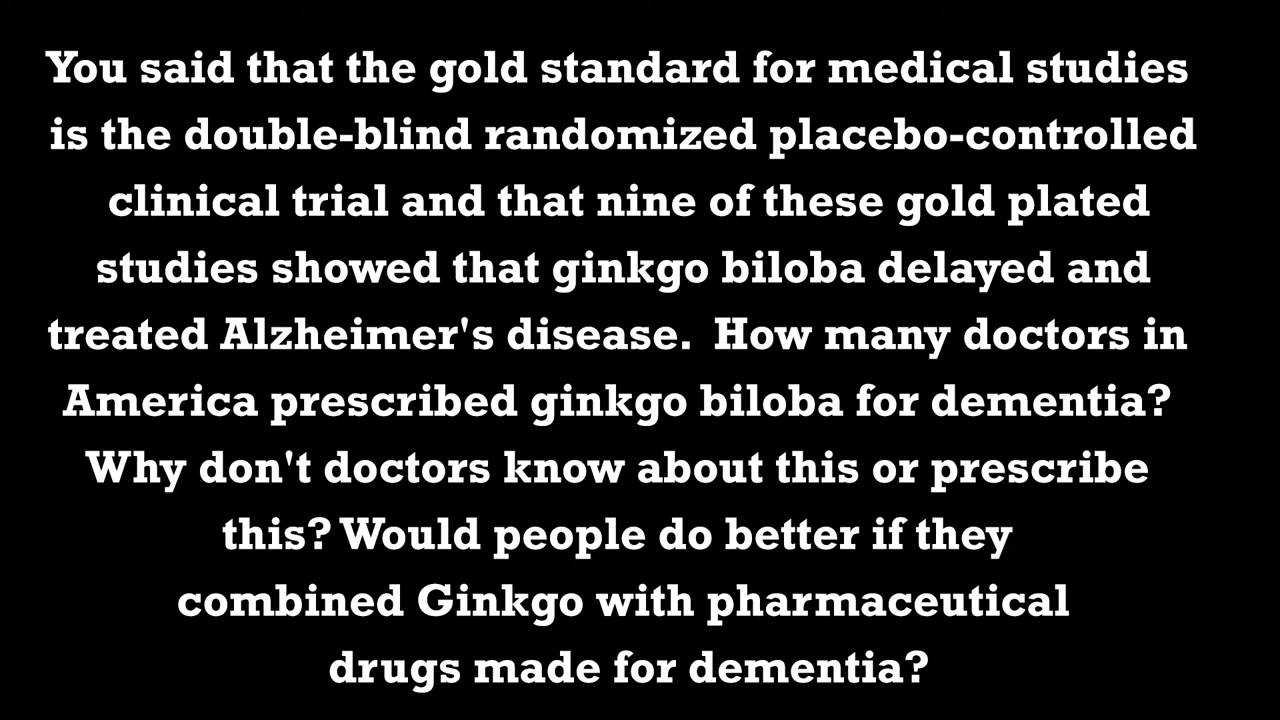 You said that the gold standard for medical studies
is the double-blind randomized placebo-controlled
clinical trial and that nine of these gold plated
studies showed that ginkgo biloba delayed and
treated Alzheimer's disease.  How many doctors in
America prescribed ginkgo biloba for dementia?
Why don't doctors know about this or prescribe
this? Would people do better if they
combined Ginkgo with pharmaceutical
drugs made for dementia?